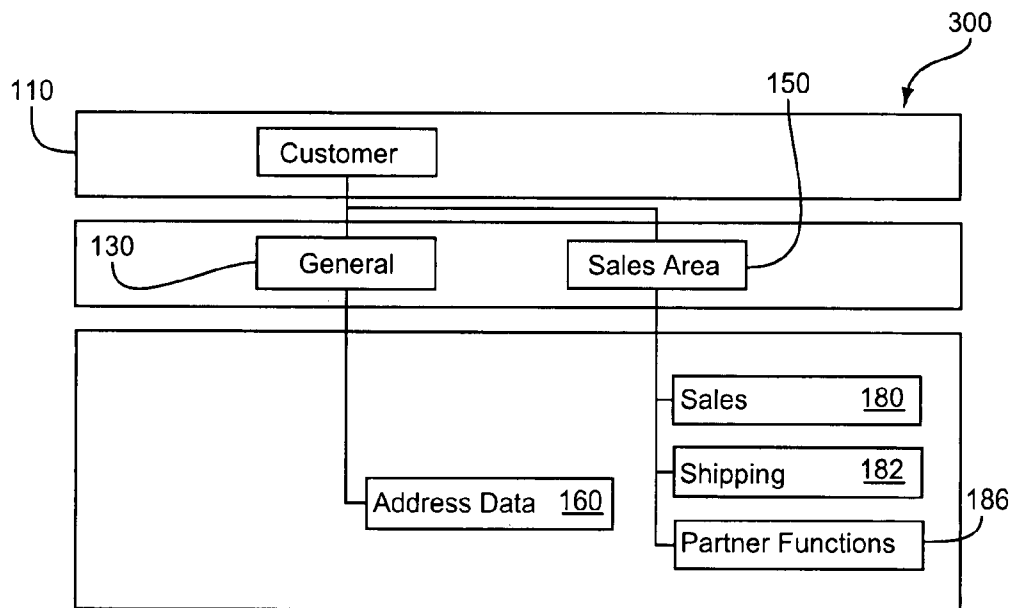 300
110
150
Customer
130
General
Sales Area
Sales 180
Shipping 182
Address Data 160
186
Partner Functions